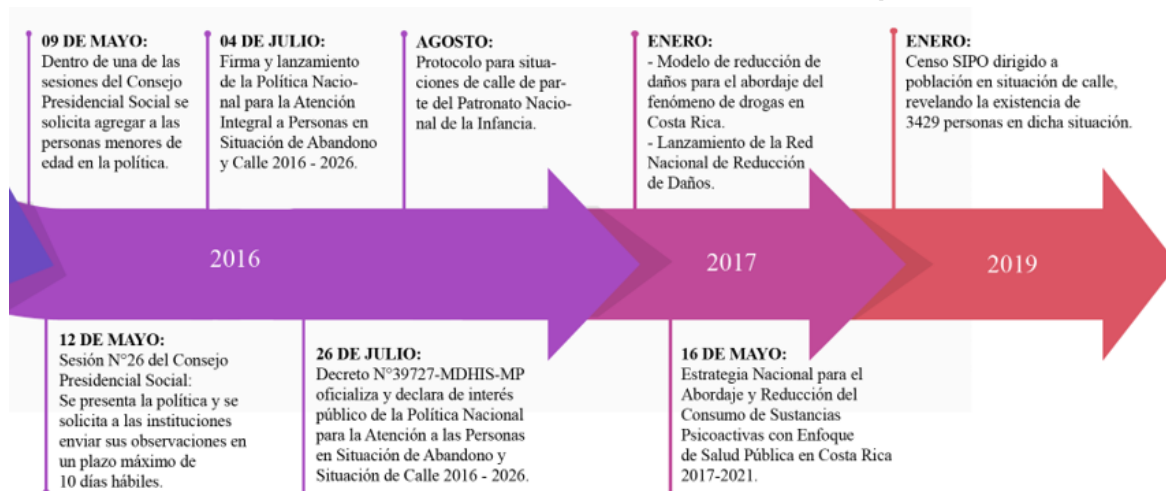 09 DE MAYO:
Dentro de una de las
sesiones del Consejo
Presidencial Social se
solicita agregar a las
personas menores de
edad en la política.
04 DE JULIO:
Firma y lanzamiento
de la Política Nacio-
nal para la Atención
Integral a Personas en
Situación de Abandono
y Calle 2016 - 2026.
AGOSTO:
Protocolo para situa-
ciones de calle de par-
te del Patronato Nacio-
nal de la Infancia.
ENERO:
- Modelo de reducción de
daños para el abordaje del
fenómeno de drogas en
Costa Rica.
- Lanzamiento de la Red
Nacional de Reducción
de Daños.
ENERO:
Censo SIPO dirigido a
población en situación de calle,
revelando la existencia de
3429 personas en dicha situación.
2016
2017
2019
12 DE MAYO:
Sesión N°26 del Consejo
Presidencial Social:
Se presenta la política y se
solicita a las instituciones
enviar sus observaciones en
un plazo máximo de
10 días hábiles.
26 DE JULIO:
Decreto N°39727-MDHIS-MP
oficializa y declara de interés
público de la Política Nacional
para la Atención a las Personas
en Situación de Abandono y
Situación de Calle 2016 - 2026.
16 DE MAYO:
Estrategia Nacional para el
Abordaje y Reducción del
Consumo de Sustancias
Psicoactivas con Enfoque
de Salud Pública en Costa Rica
2017-2021.